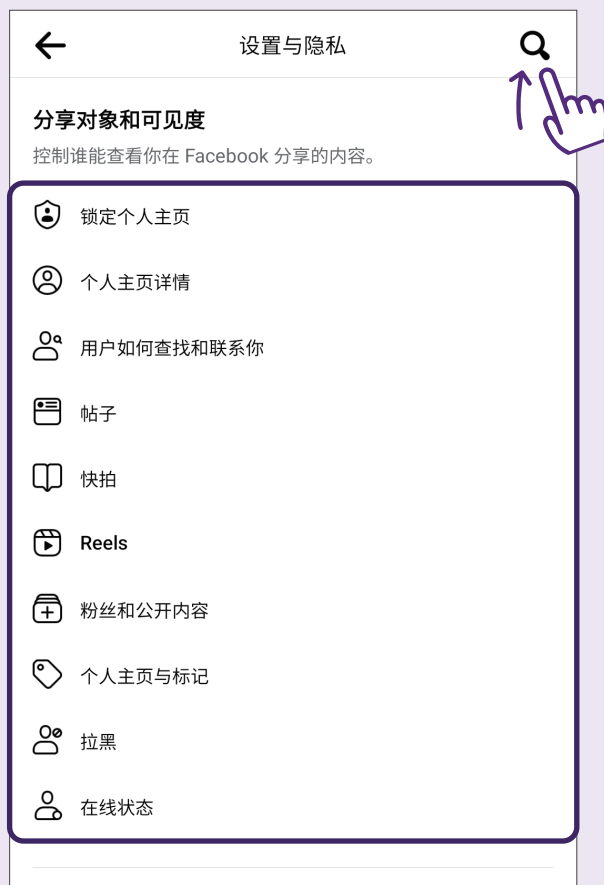 设置与隐私
分享对象和可见度
控制谁能查看你在 Facebook 分享的内容。
锁定个人主页
个人主页详情
用户如何查找和联系你
帖子
快拍
Reels
粉丝和公开内容
个人主页与标记
拉黑
在线状态